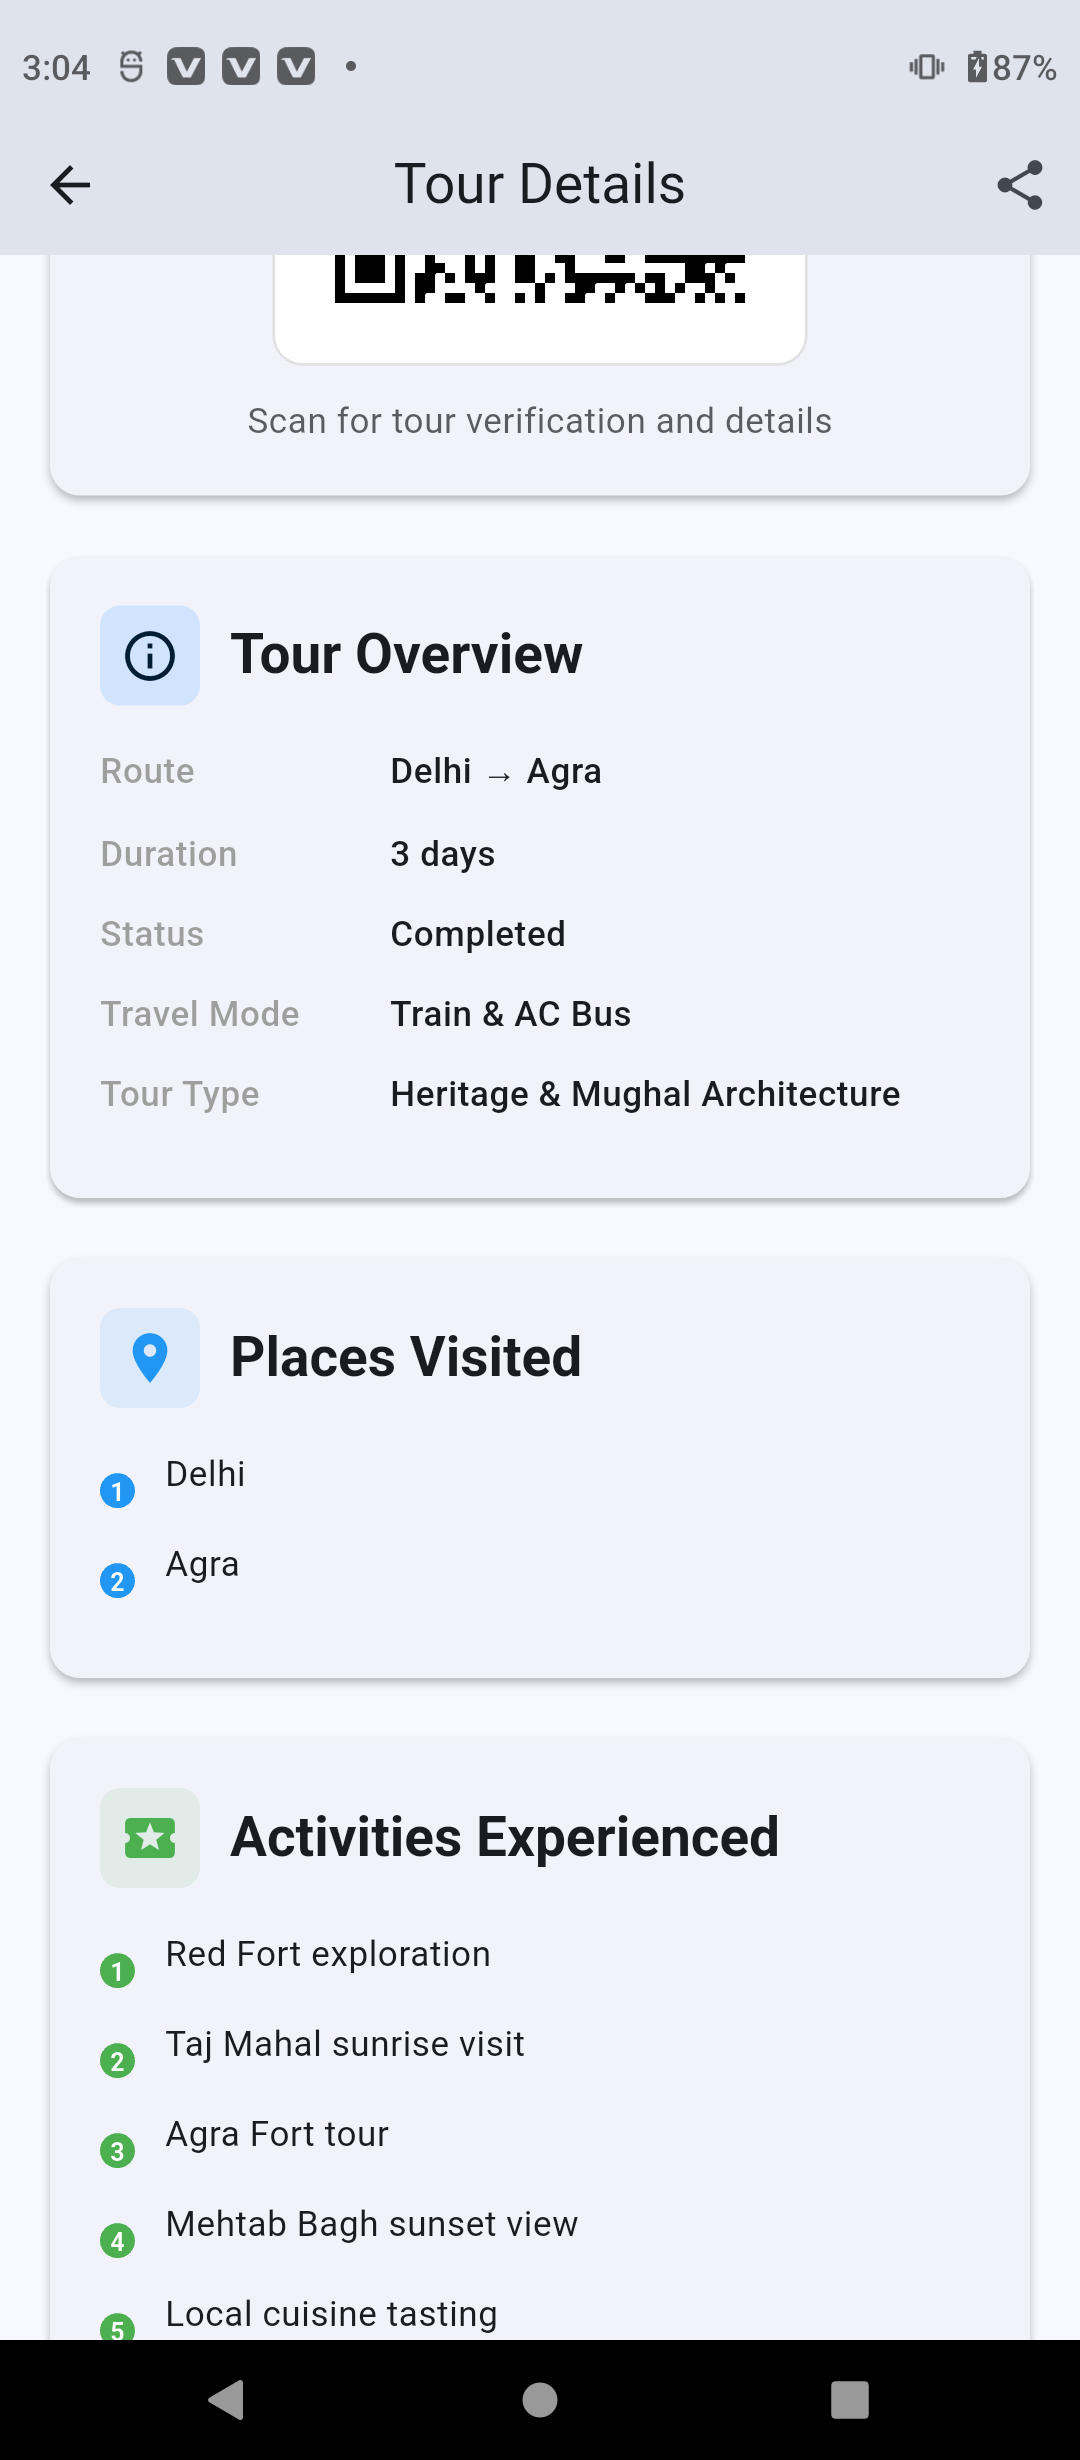 3:04
87%
Tour Details
Scan for tour verification and details
Tour Overview
Route Delhi → Agra
Duration 3 days
Status Completed
Travel Mode Train & AC Bus
Tour Type Heritage & Mughal Architecture
Places Visited
1 Delhi
2 Agra
Activities Experienced
1 Red Fort exploration
2 Taj Mahal sunrise visit
3 Agra Fort tour
4 Mehtab Bagh sunset view
5 Local cuisine tasting